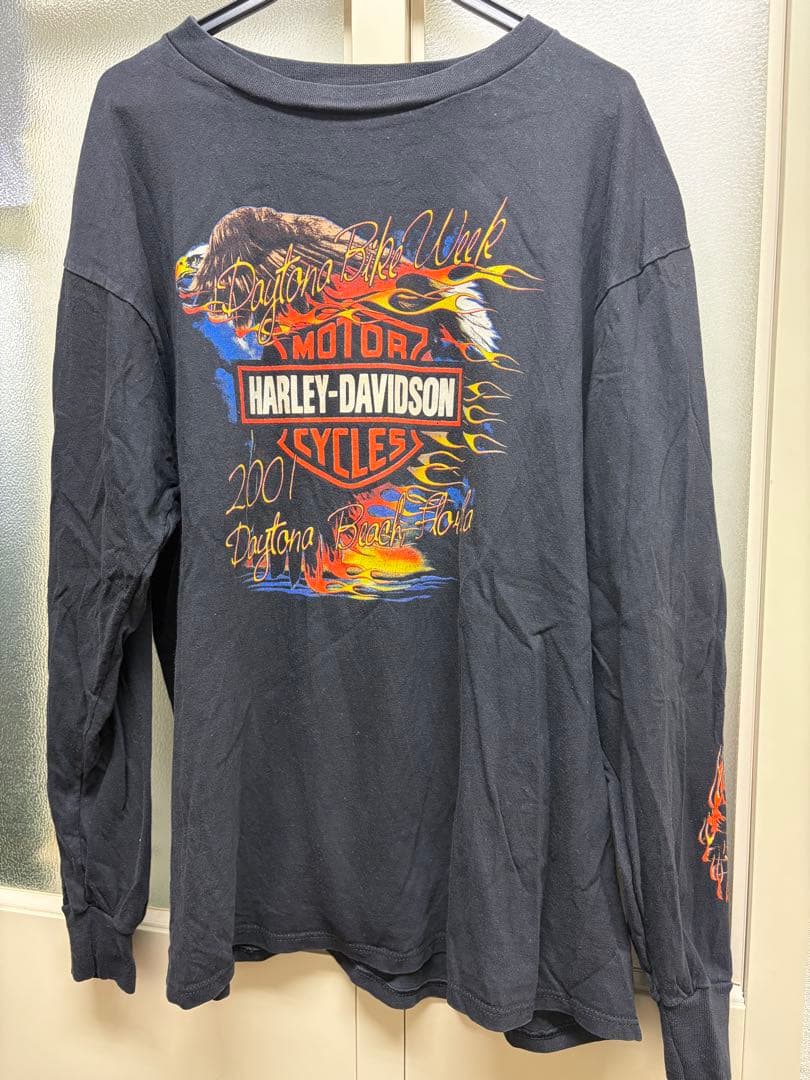 Daytona Bike Week
MOTOR
HARLEY-DAVIDSON
CYCLES
2001
Daytona Beach, Florida